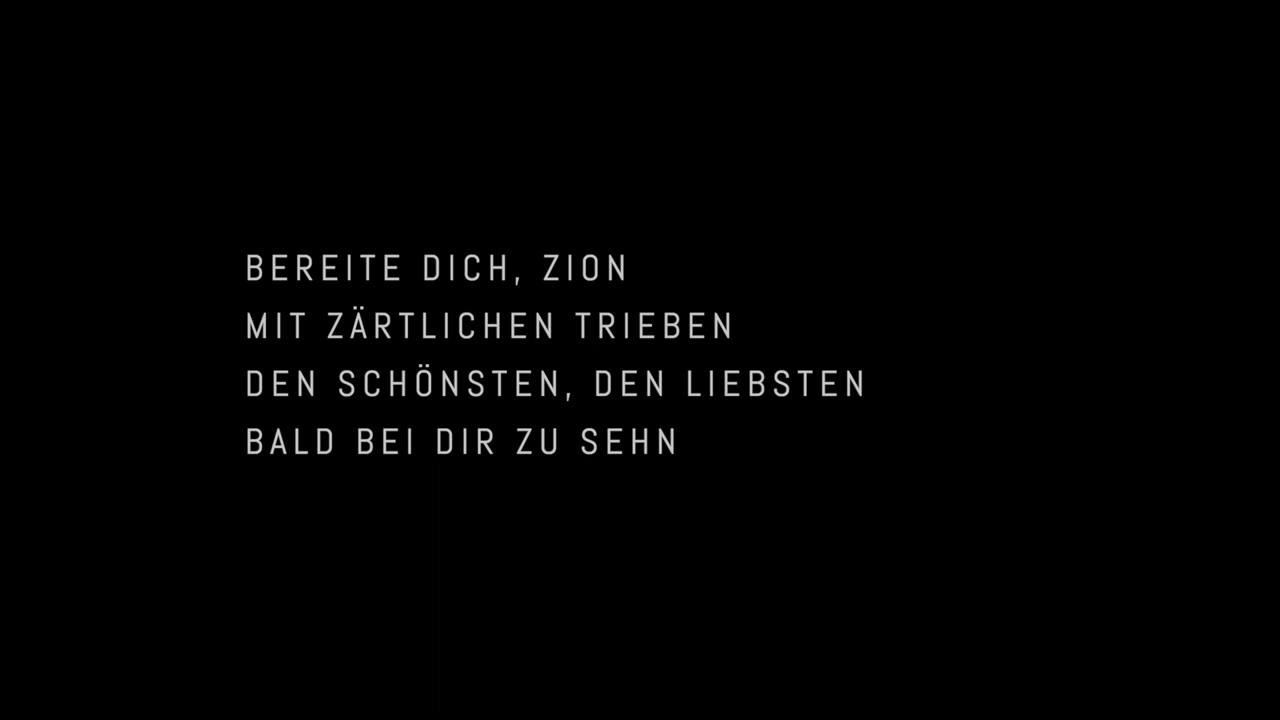 BEREITE DICH, ZION
MIT ZÄRTLICHEN TRIEBEN
DEN SCHÖNSTEN, DEN LIEBSTEN
BALD BEI DIR ZU SEHN